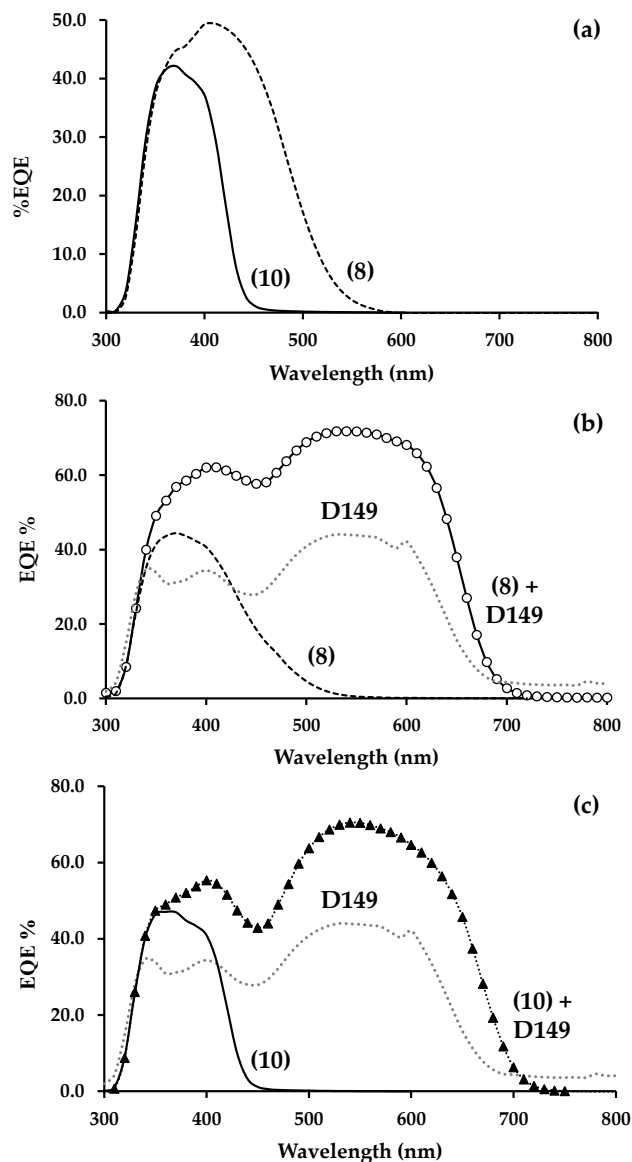 (a)
50.0
40.0
30.0
20.0
10.0
0.0
%EQE
(10)
(8)
300 400 500 600 700 800
Wavelength (nm)
(b)
80.0
60.0
40.0
20.0
0.0
EQE %
D149
(8) +
D149
(8)
300 400 500 600 700 800
Wavelength (nm)
(c)
80.0
60.0
40.0
20.0
0.0
EQE %
D149
(10) +
D149
(10)
300 400 500 600 700 800
Wavelength (nm)